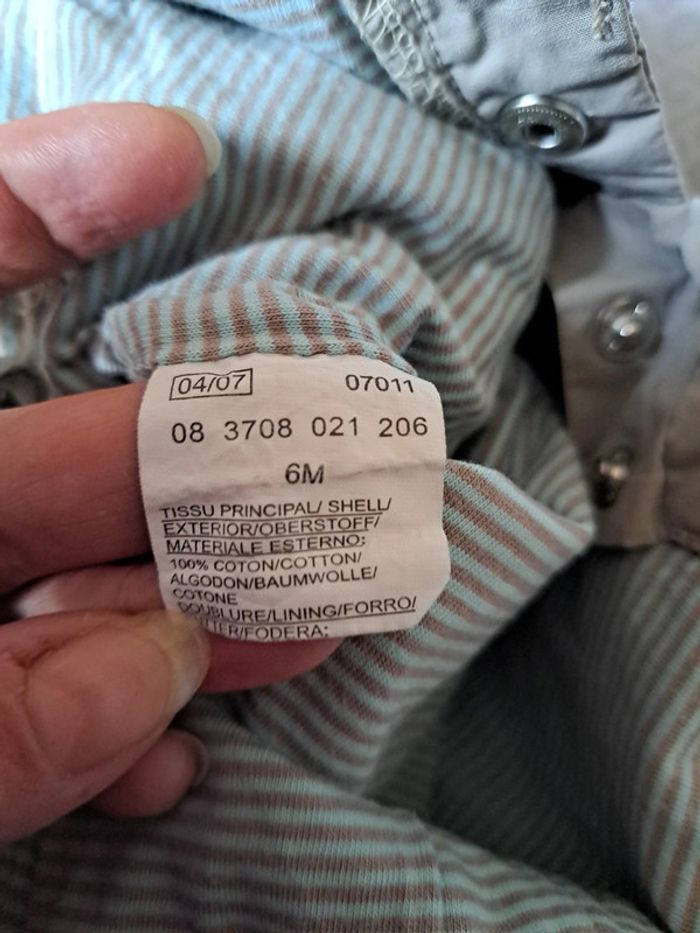 04/07 07011
08 3708 021 206
6M
TISSU PRINCIPAL/ SHELL/
EXTERIOR/OBERSTOFF/
MATERIALE ESTERNO:
100% COTON/COTTON/
ALGODON/BAUMWOLLE/
COTONE
DOUBLURE/LINING/FORRO/
/FODERA: